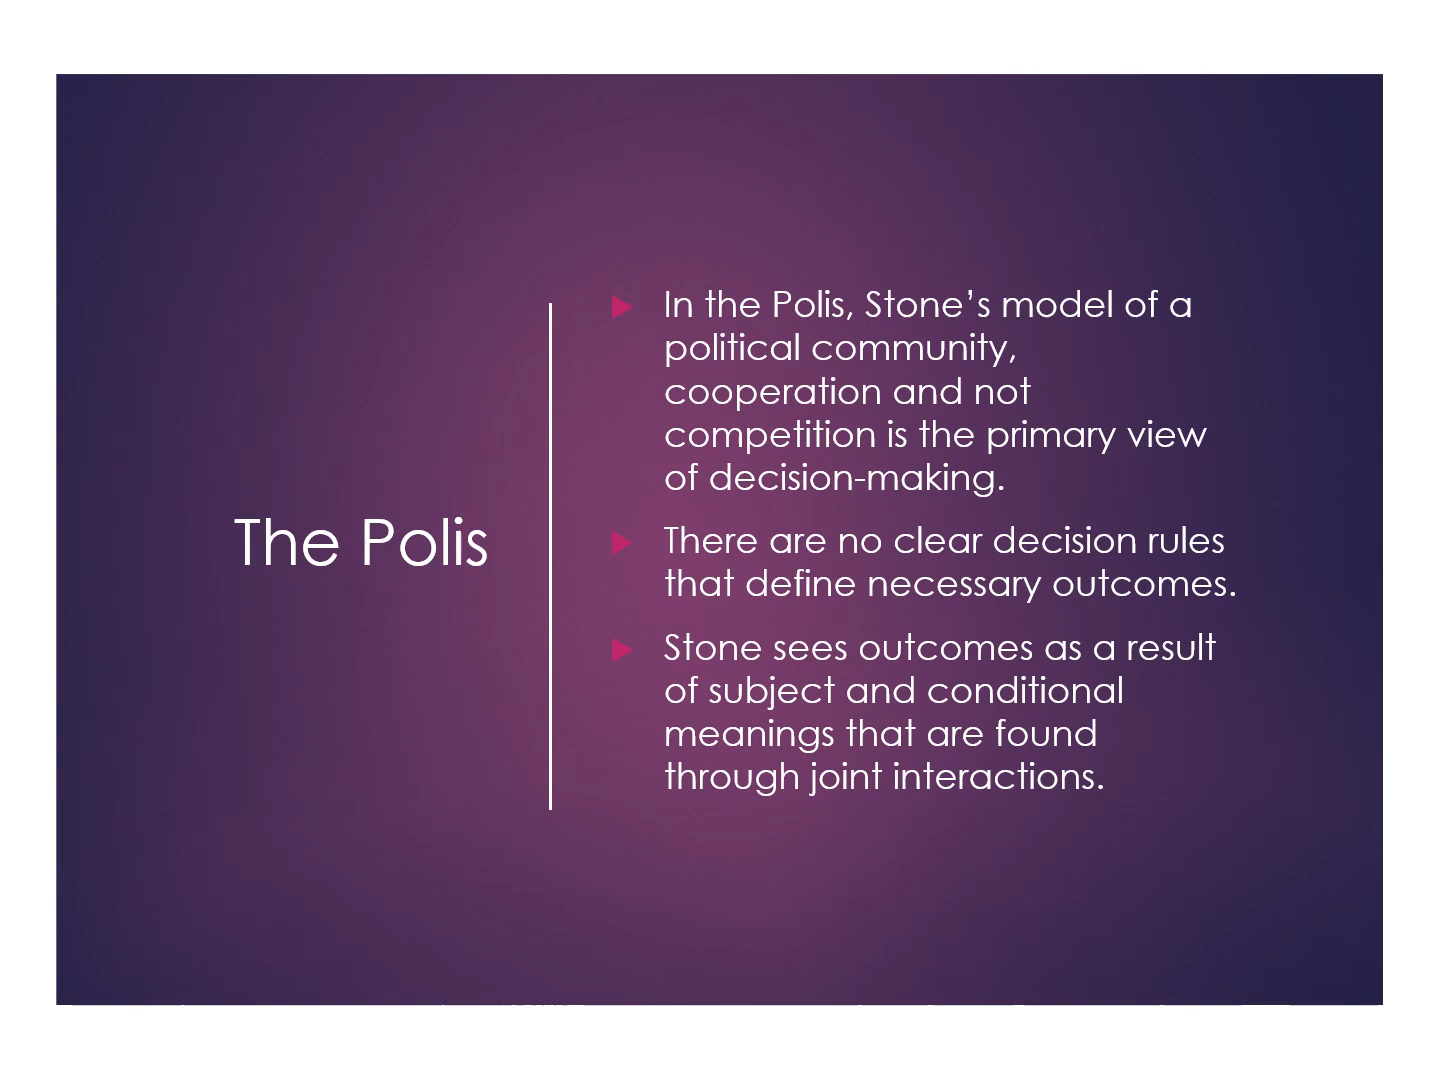 The Polis
In the Polis, Stone’s model of a
political community,
cooperation and not
competition is the primary view
of decision-making.
There are no clear decision rules
that define necessary outcomes.
Stone sees outcomes as a result
of subject and conditional
meanings that are found
through joint interactions.